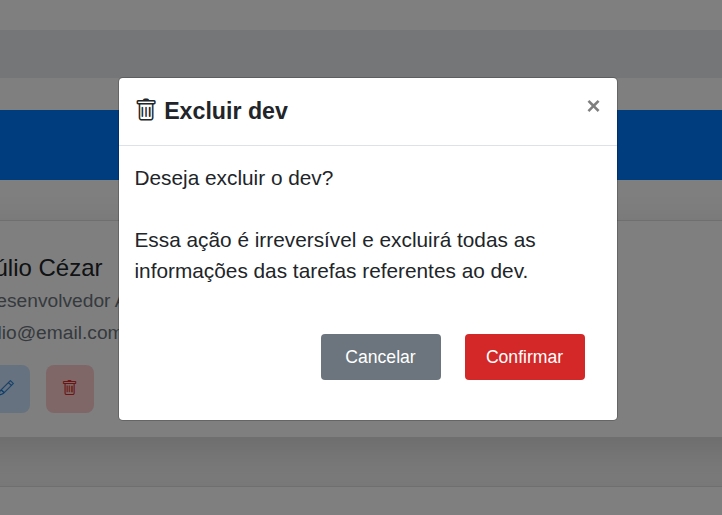 Excluir dev
×
Deseja excluir o dev?
Essa ação é irreversível e excluirá todas as
informações das tarefas referentes ao dev.
Cancelar Confirmar
úlio Cézar
esenvolvedor
lio@email.com